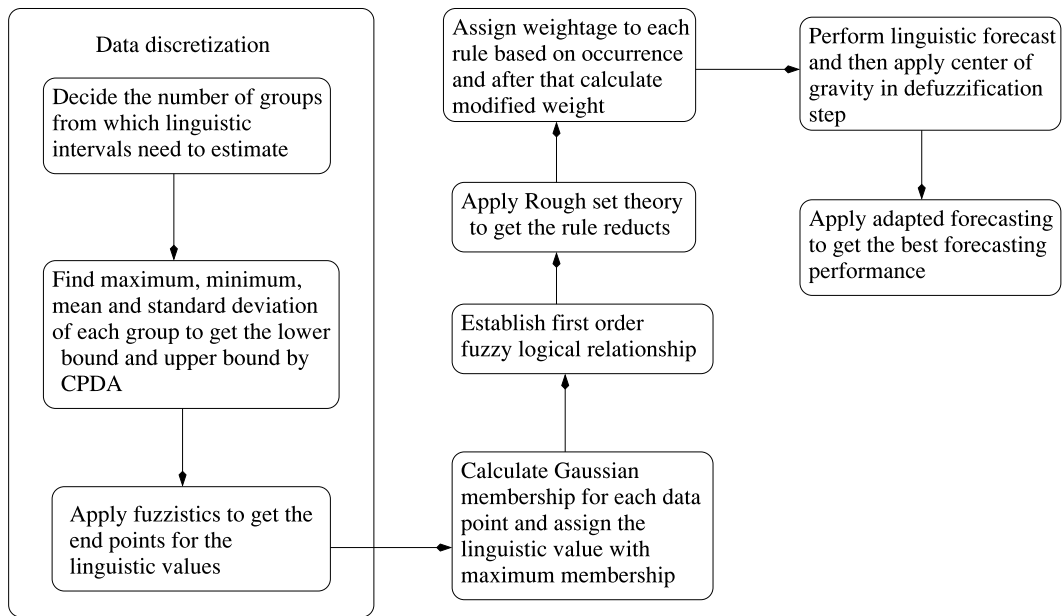 Data discretization
Decide the number of groups
from which linguistic
intervals need to estimate
Find maximum, minimum,
mean and standard deviation
of each group to get the lower
bound and upper bound by
CPDA
Apply fuzzistics to get the
end points for the
linguistic values
Calculate Gaussian
membership for each data
point and assign the
linguistic value with
maximum membership
Establish first order
fuzzy logical relationship
Apply Rough set theory
to get the rule reducts
Assign weightage to each
rule based on occurrence
and after that calculate
modified weight
Perform linguistic forecast
and then apply center of
gravity in defuzzification
step
Apply adapted forecasting
to get the best forecasting
performance